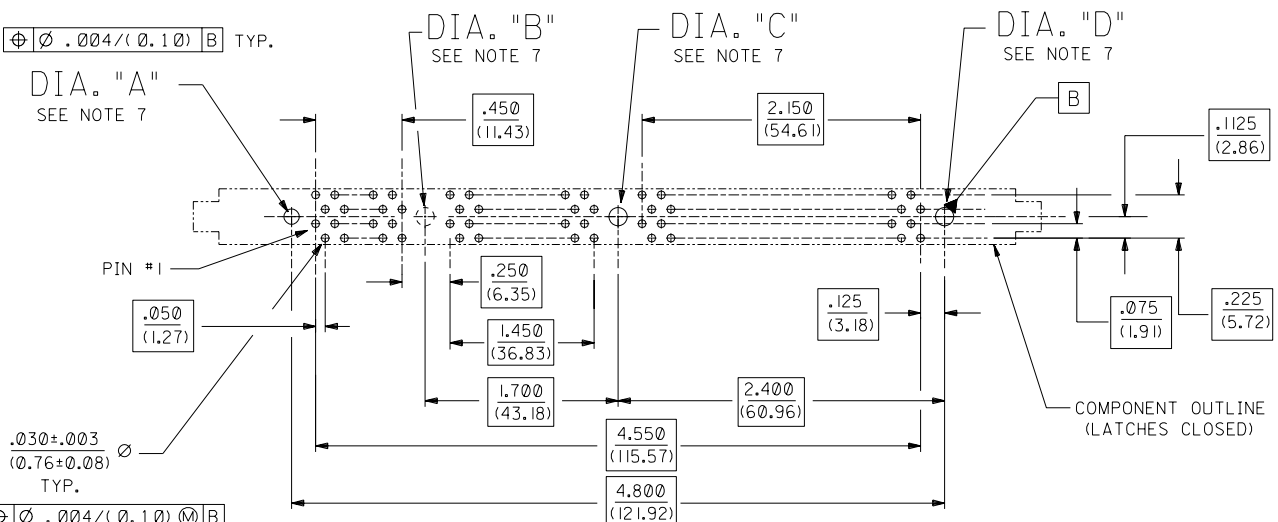 ⌖ Ø .004/(0.10) B TYP.
DIA. "A"
SEE NOTE 7
DIA. "B"
SEE NOTE 7
DIA. "C"
SEE NOTE 7
DIA. "D"
SEE NOTE 7
B
.450
(11.43)
2.150
(54.61)
.1125
(2.86)
PIN #1
.050
(1.27)
.250
(6.35)
1.450
(36.83)
.125
(3.18)
.075
(1.91)
.225
(5.72)
1.700
(43.18)
2.400
(60.96)
COMPONENT OUTLINE
(LATCHES CLOSED)
.030±.003
(0.76±0.08) Ø
TYP.
4.550
(115.57)
4.800
(121.92)
⌖ Ø .004/(0.10) Ⓜ B